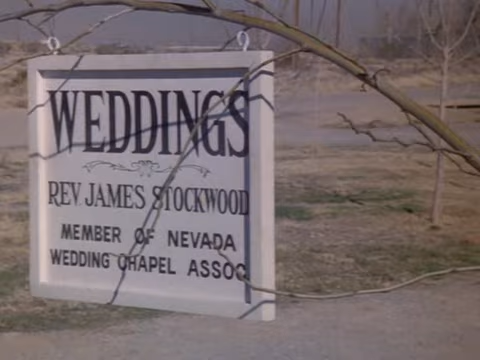 WEDDINGS
REV. JAMES STOCKWOOD
MEMBER OF NEVADA
WEDDING CHAPEL ASSOC